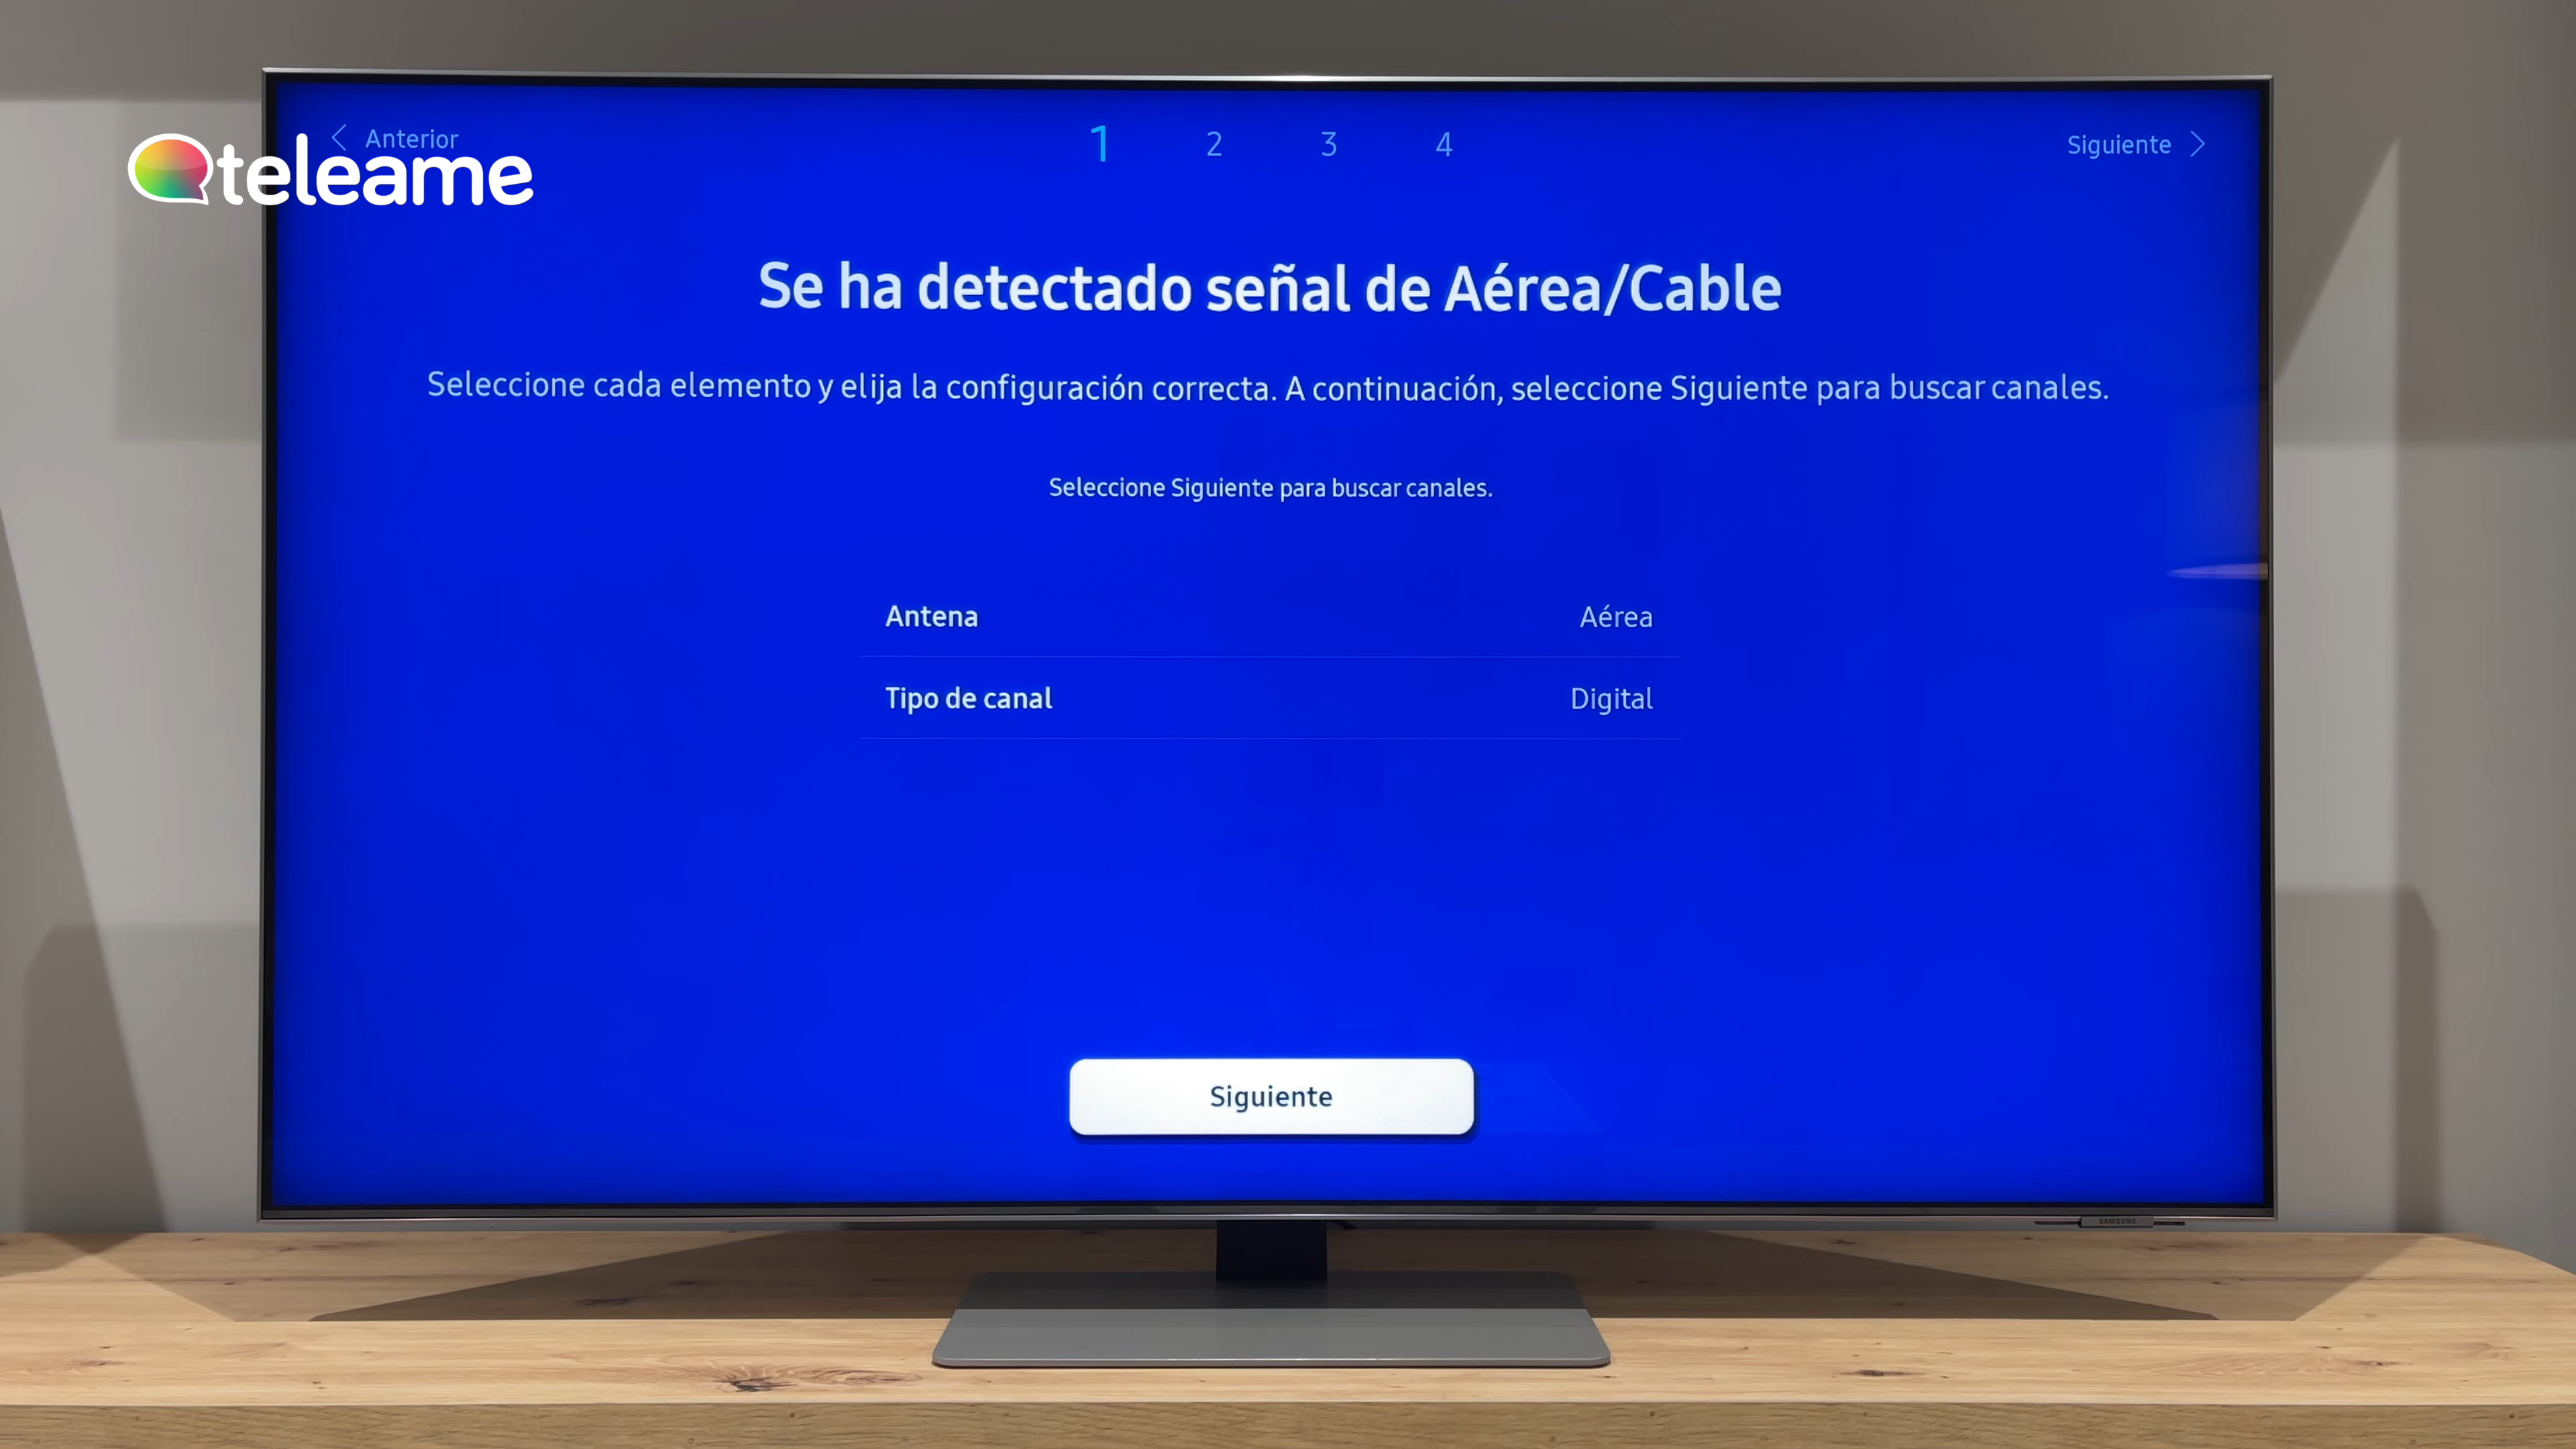 Anterior
1 2 3 4
Siguiente
teleame
Se ha detectado señal de Aérea/Cable
Seleccione cada elemento y elija la configuración correcta. A continuación, seleccione Siguiente para buscar canales.
Seleccione Siguiente para buscar canales.
Antena Aérea
Tipo de canal Digital
Siguiente
SAMSUNG